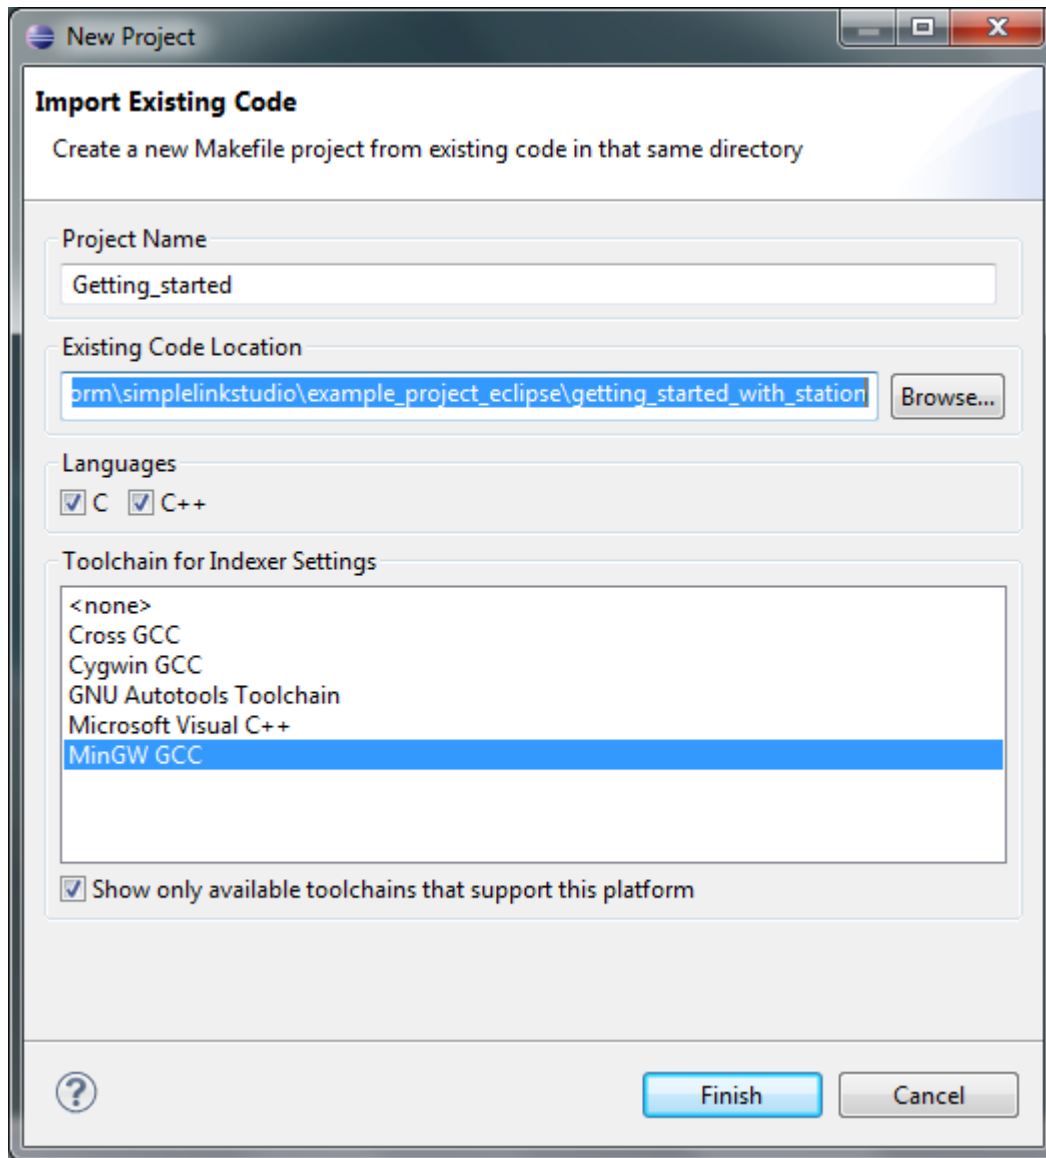 New Project
Import Existing Code
Create a new Makefile project from existing code in that same directory
Project Name
Getting_started
Existing Code Location
orm\simplelinkstudio\example_project_eclipse\getting_started_with_station
Browse...
Languages
C C++
Toolchain for Indexer Settings
<none>
Cross GCC
Cygwin GCC
GNU Autotools Toolchain
Microsoft Visual C++
MinGW GCC
Show only available toolchains that support this platform
? Finish Cancel